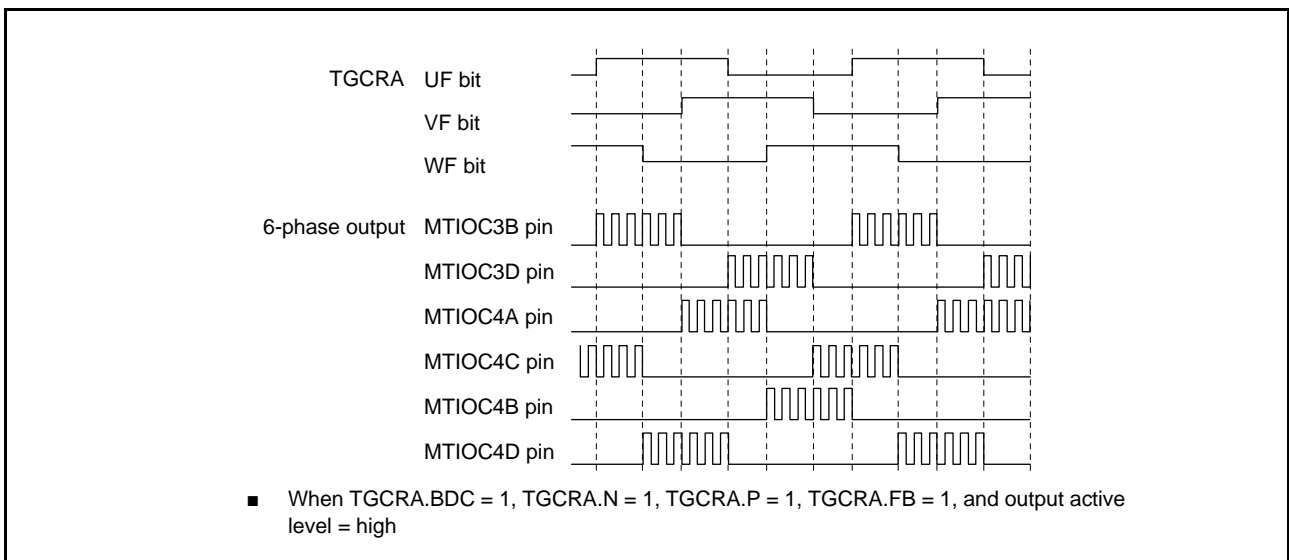 TGCRA UF bit
VF bit
WF bit
6-phase output MTIOC3B pin
MTIOC3D pin
MTIOC4A pin
MTIOC4C pin
MTIOC4B pin
MTIOC4D pin
■ When TGCRA.BDC = 1, TGCRA.N = 1, TGCRA.P = 1, TGCRA.FB = 1, and output active
level = high